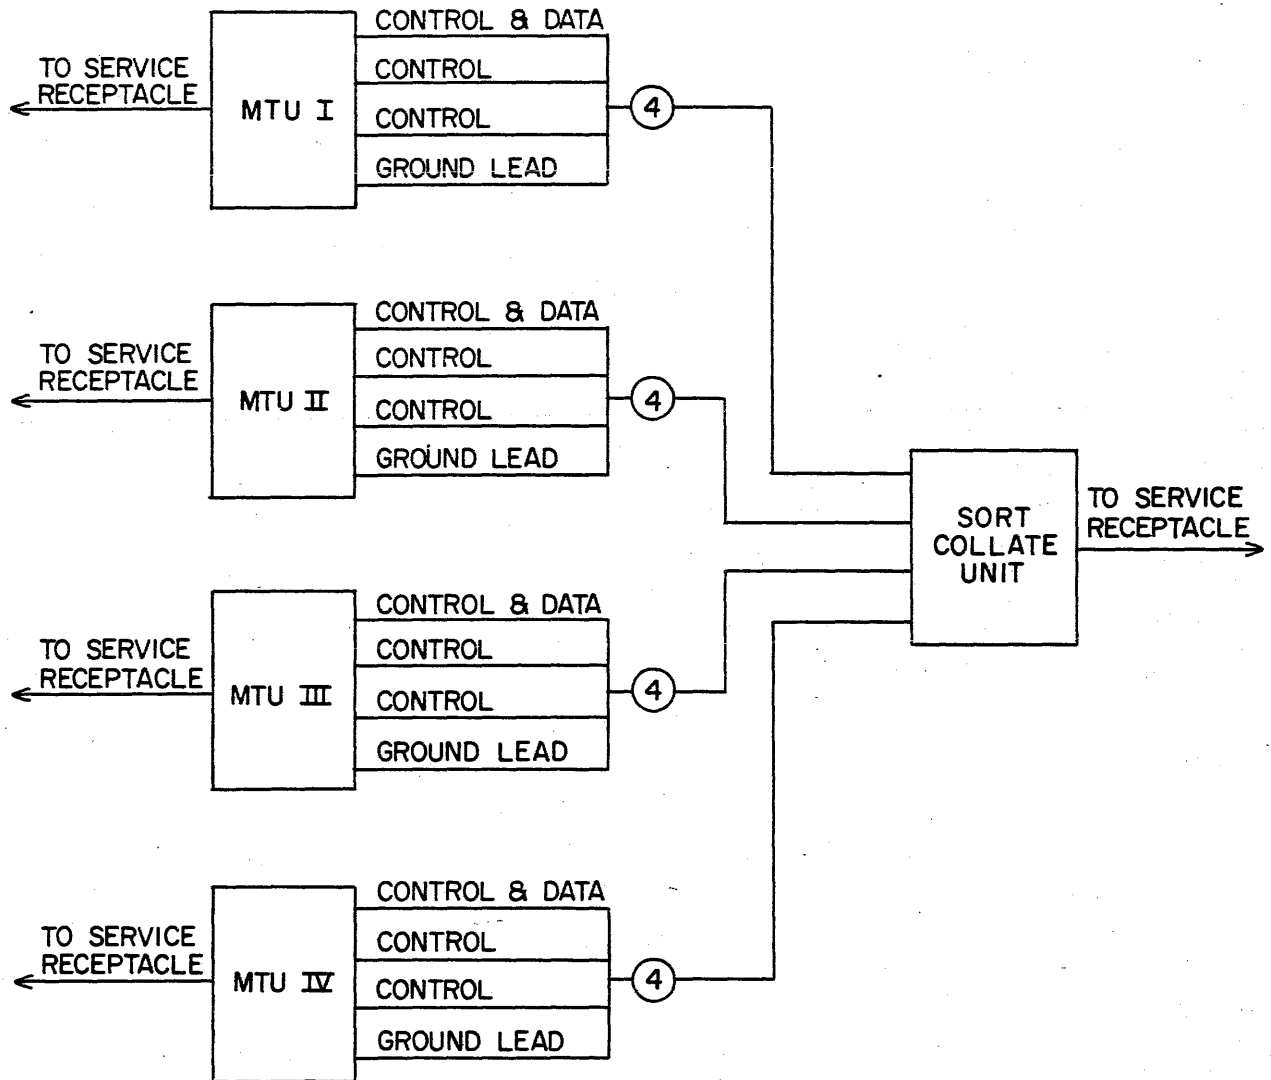 CONTROL & DATA
TO SERVICE
RECEPTACLE
MTU I
CONTROL
CONTROL
GROUND LEAD
4
CONTROL & DATA
TO SERVICE
RECEPTACLE
MTU II
CONTROL
CONTROL
GROUND LEAD
4
SORT
COLLATE
UNIT
TO SERVICE
RECEPTACLE
CONTROL & DATA
TO SERVICE
RECEPTACLE
MTU III
CONTROL
CONTROL
GROUND LEAD
4
CONTROL & DATA
TO SERVICE
RECEPTACLE
MTU IV
CONTROL
CONTROL
GROUND LEAD
4